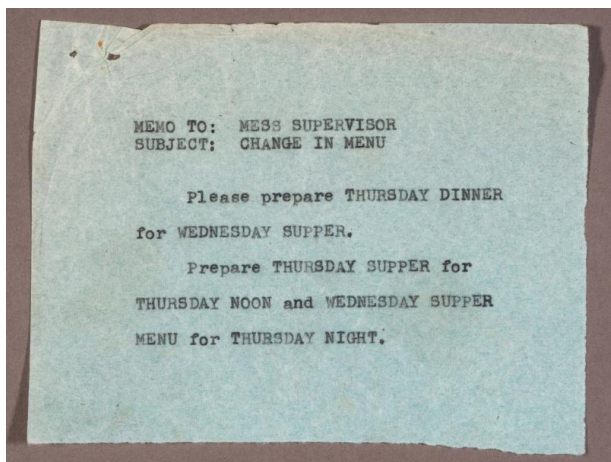 MEMO TO: MESS SUPERVISOR
SUBJECT: CHANGE IN MENU
Please prepare THURSDAY DINNER
for WEDNESDAY SUPPER.
Prepare THURSDAY SUPPER for
THURSDAY NOON and WEDNESDAY SUPPER
MENU for THURSDAY NIGHT.